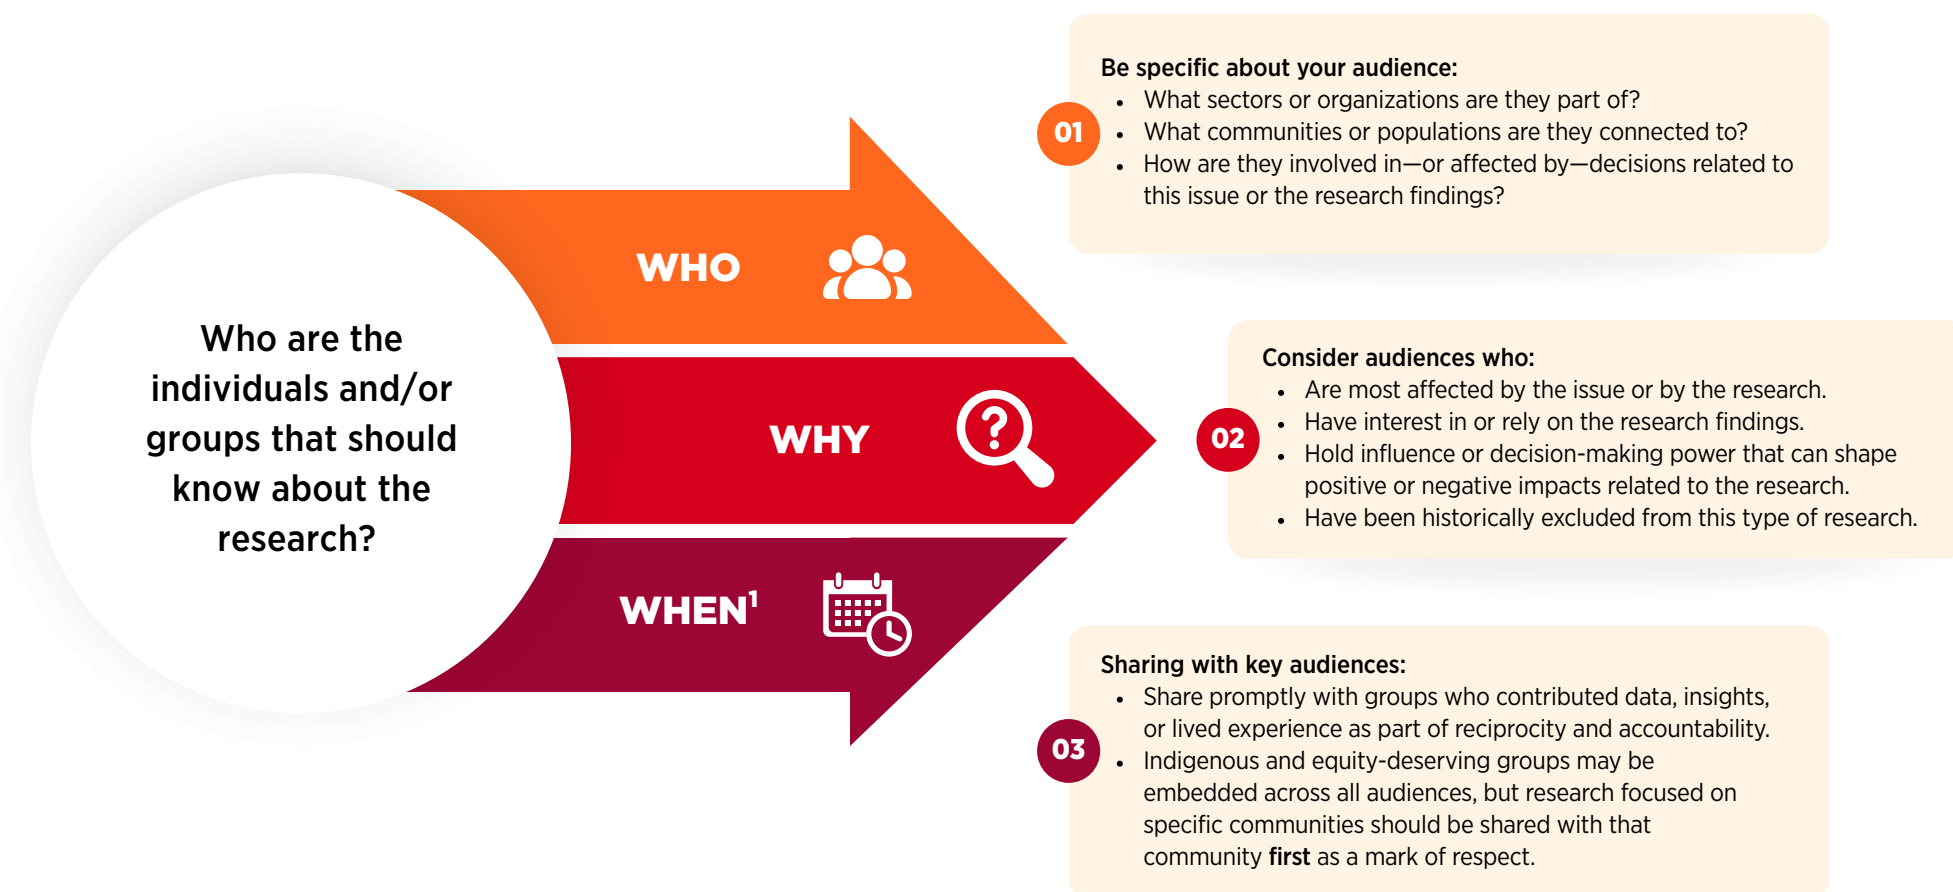 Who are the
individuals and/or
groups that should
know about the
research?
WHO
WHY
WHEN¹
01
Be specific about your audience:
• What sectors or organizations are they part of?
• What communities or populations are they connected to?
• How are they involved in—or affected by—decisions related to
this issue or the research findings?
02
Consider audiences who:
• Are most affected by the issue or by the research.
• Have interest in or rely on the research findings.
• Hold influence or decision-making power that can shape
positive or negative impacts related to the research.
• Have been historically excluded from this type of research.
03
Sharing with key audiences:
• Share promptly with groups who contributed data, insights,
or lived experience as part of reciprocity and accountability.
• Indigenous and equity-deserving groups may be
embedded across all audiences, but research focused on
specific communities should be shared with that
community first as a mark of respect.